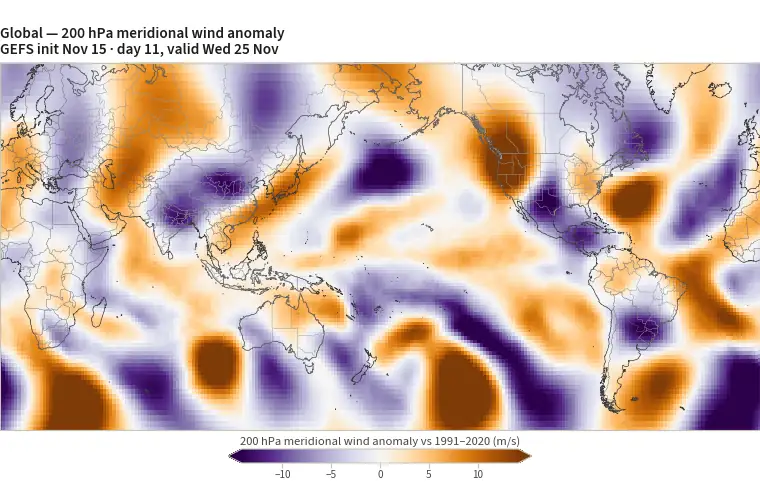 Global — 200 hPa meridional wind anomaly
GEFS init Nov 15 · day 11, valid Wed 25 Nov
200 hPa meridional wind anomaly vs 1991–2020 (m/s)
−10 −5 0 5 10